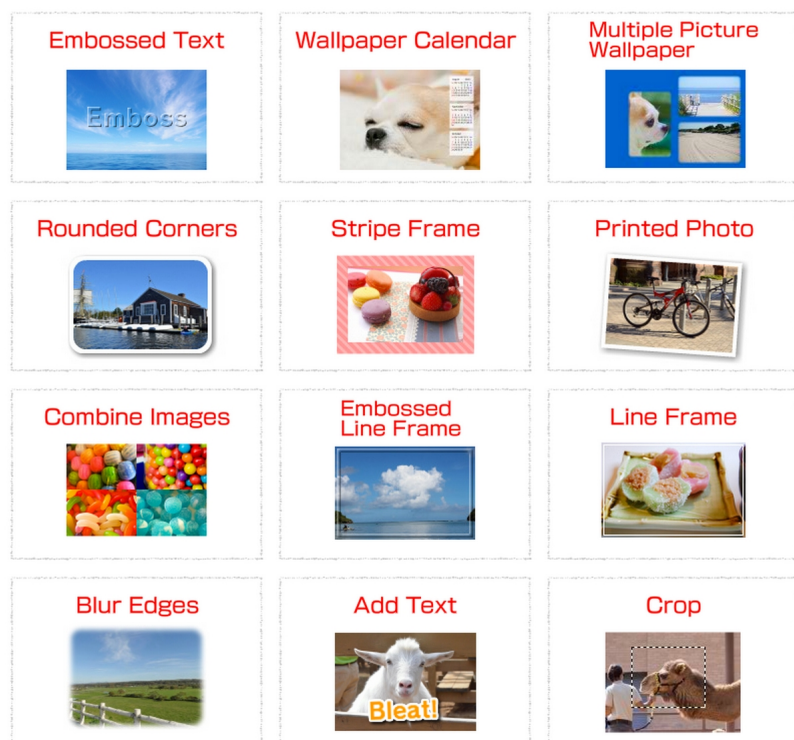 Embossed Text
Wallpaper Calendar
Multiple Picture
Wallpaper
Emboss
Rounded Corners
Stripe Frame
Printed Photo
Combine Images
Embossed
Line Frame
Line Frame
Blur Edges
Add Text
Crop
Bleat!